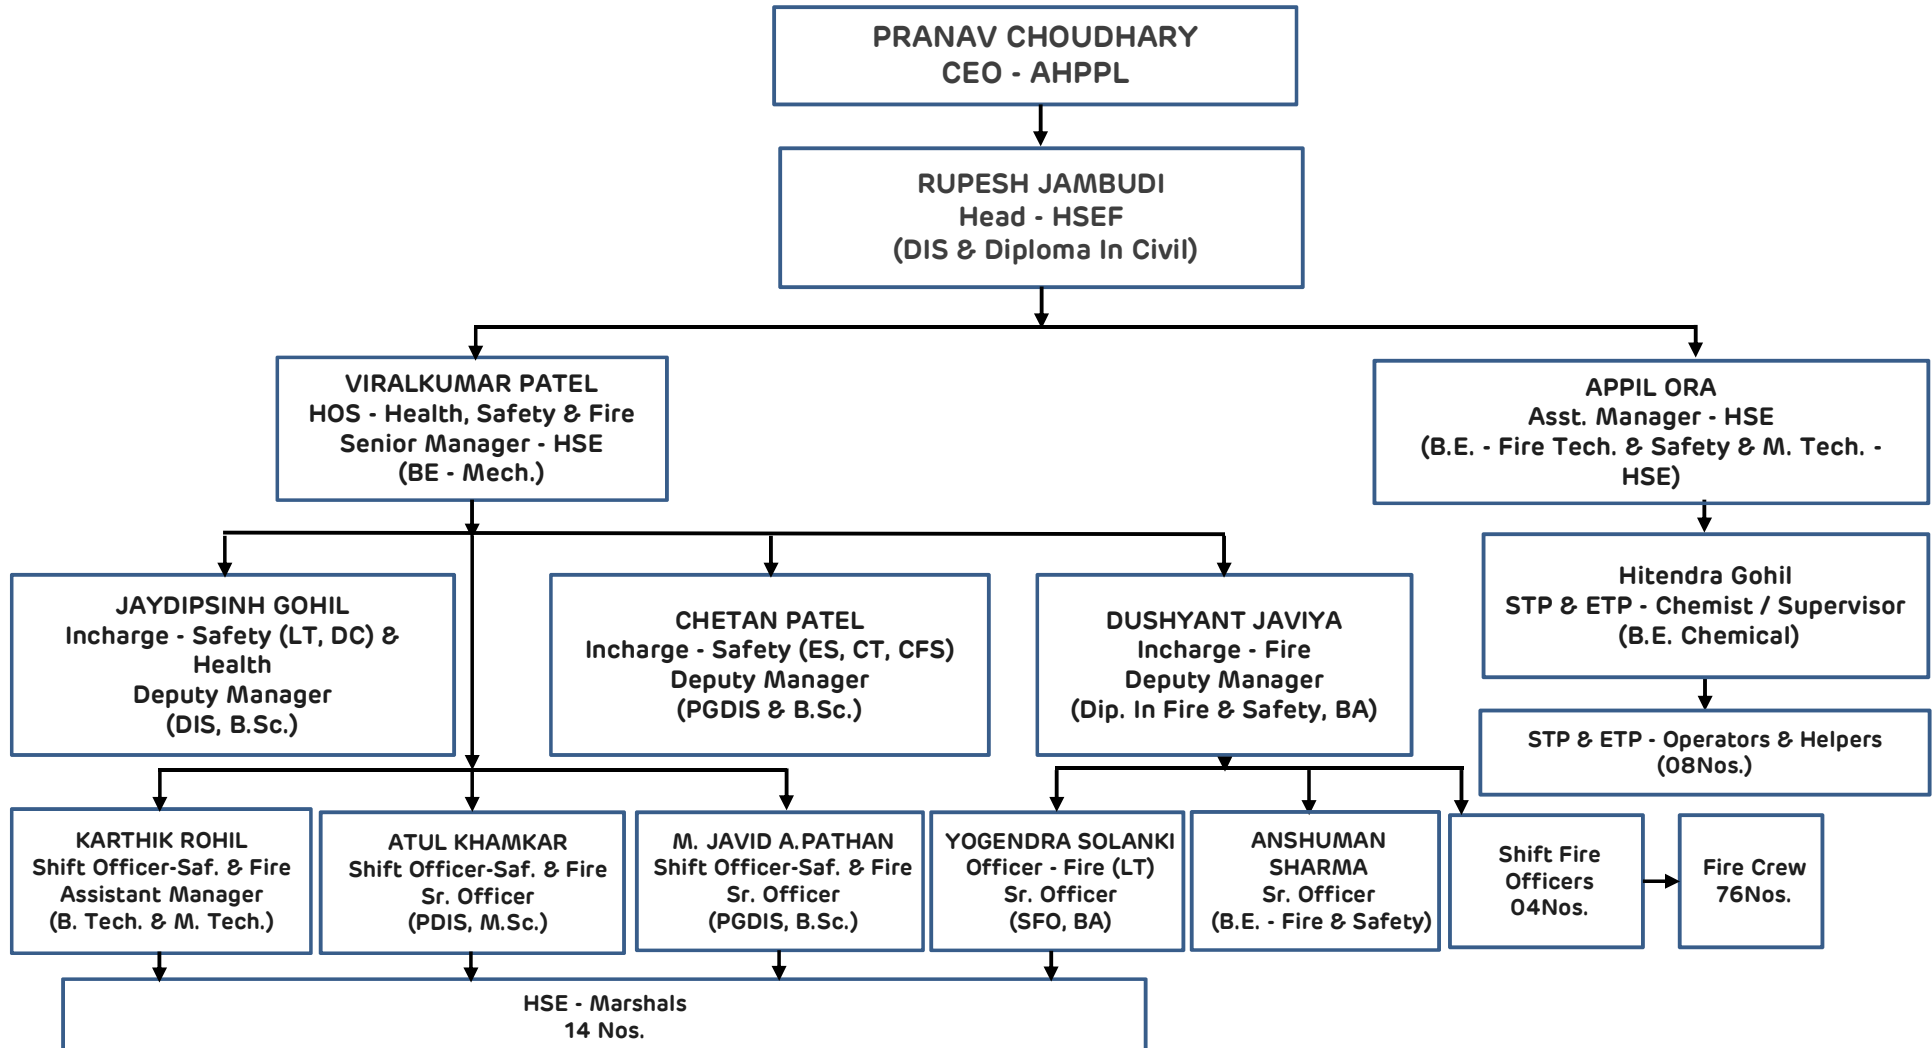 PRANAV CHOUDHARY
CEO - AHPPL
RUPESH JAMBUDI
Head - HSEF
(DIS & Diploma In Civil)
VIRALKUMAR PATEL
HOS - Health, Safety & Fire
Senior Manager - HSE
(BE - Mech.)
APPIL ORA
Asst. Manager - HSE
(B.E. - Fire Tech. & Safety & M. Tech. -
HSE)
JAYDIPSINH GOHIL
Incharge - Safety (LT, DC) &
Health
Deputy Manager
(DIS, B.Sc.)
CHETAN PATEL
Incharge - Safety (ES, CT, CFS)
Deputy Manager
(PGDIS & B.Sc.)
DUSHYANT JAVIYA
Incharge - Fire
Deputy Manager
(Dip. In Fire & Safety, BA)
Hitendra Gohil
STP & ETP - Chemist / Supervisor
(B.E. Chemical)
STP & ETP - Operators & Helpers
(08Nos.)
KARTHIK ROHIL
Shift Officer-Saf. & Fire
Assistant Manager
(B. Tech. & M. Tech.)
ATUL KHAMKAR
Shift Officer-Saf. & Fire
Sr. Officer
(PDIS, M.Sc.)
M. JAVID A.PATHAN
Shift Officer-Saf. & Fire
Sr. Officer
(PGDIS, B.Sc.)
YOGENDRA SOLANKI
Officer - Fire (LT)
Sr. Officer
(SFO, BA)
ANSHUMAN
SHARMA
Sr. Officer
(B.E. - Fire & Safety)
Shift Fire
Officers
04Nos.
Fire Crew
76Nos.
HSE - Marshals
14 Nos.